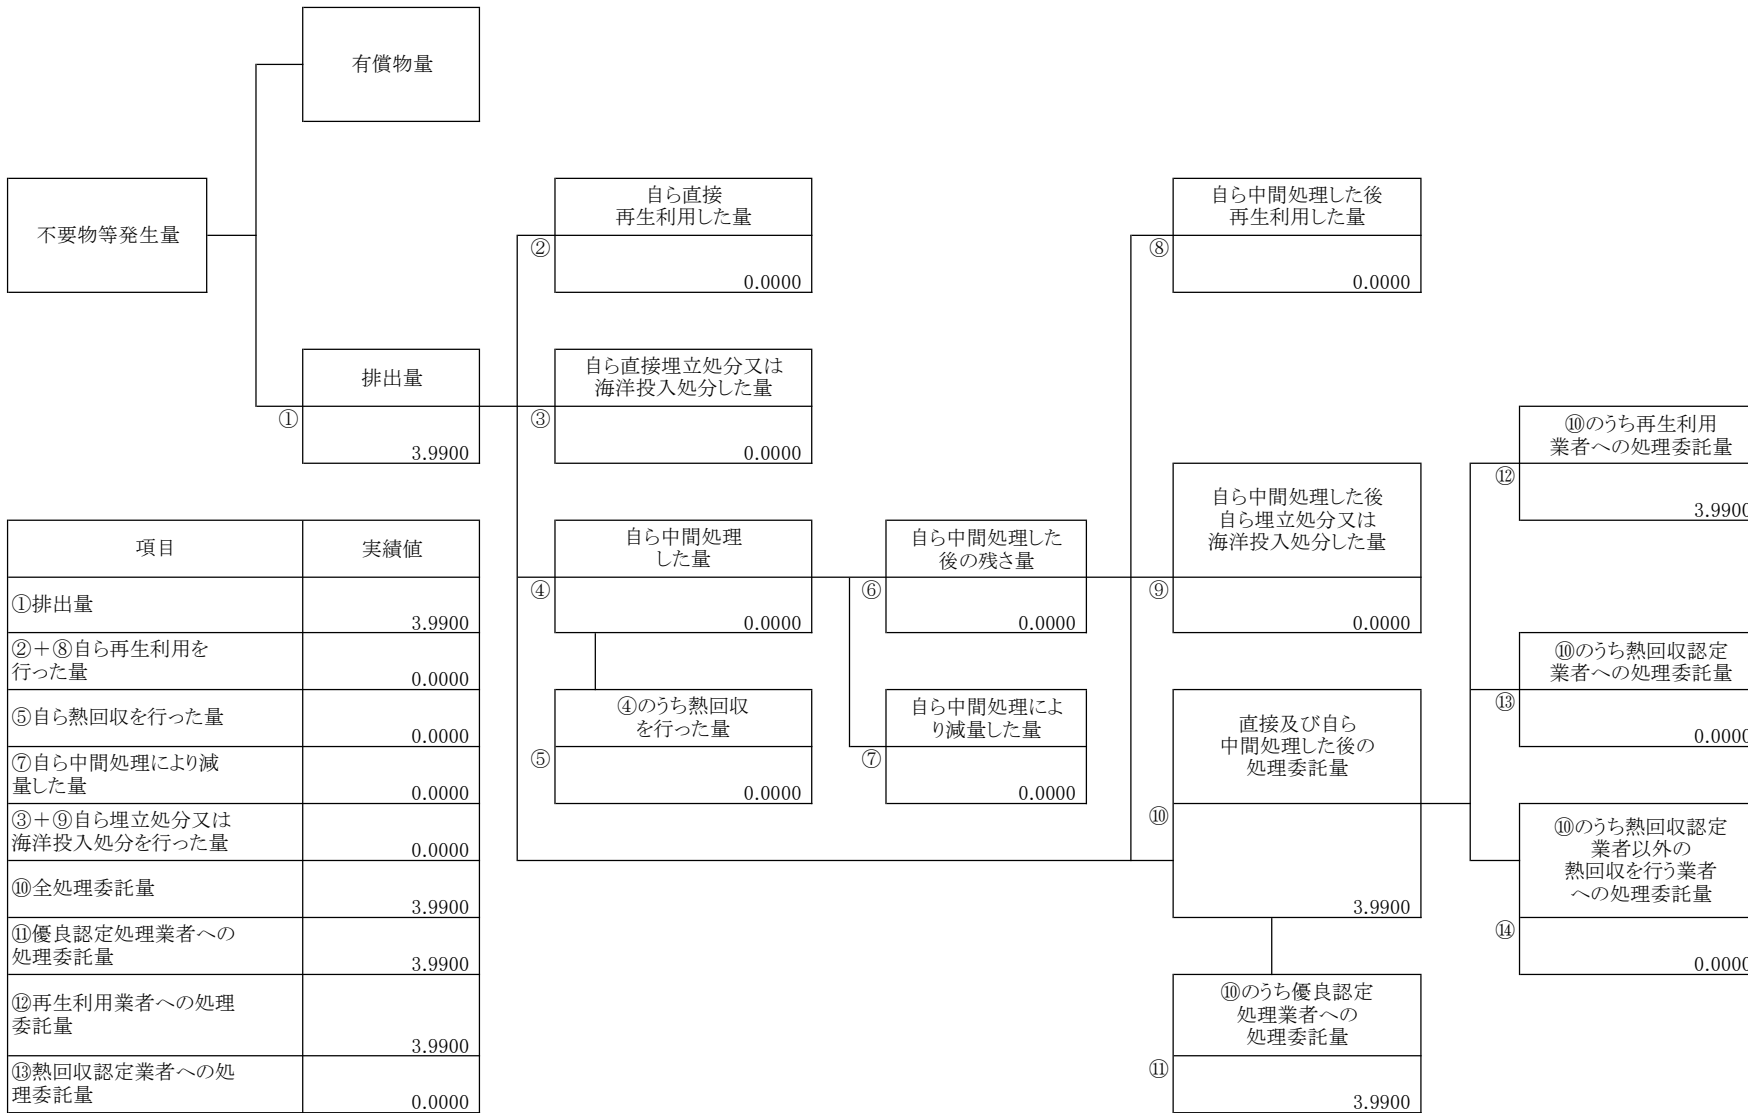 有償物量
不要物等発生量
自ら直接
再生利用した量
②
0.0000
自ら中間処理した後
再生利用した量
⑧
0.0000
排出量
①
3.9900
自ら直接埋立処分又は
海洋投入処分した量
③
0.0000
⑩のうち再生利用
業者への処理委託量
⑫
3.9900
自ら中間処理
した量
④
0.0000
自ら中間処理した
後の残さ量
⑥
0.0000
自ら中間処理した後
自ら埋立処分又は
海洋投入処分した量
⑨
0.0000
⑩のうち熱回収認定
業者への処理委託量
⑬
0.0000
④のうち熱回収
を行った量
⑤
0.0000
自ら中間処理によ
り減量した量
⑦
0.0000
直接及び自ら
中間処理した後の
処理委託量
⑩
3.9900
⑩のうち熱回収認定
業者以外の
熱回収を行う業者
への処理委託量
⑭
0.0000
⑩のうち優良認定
処理業者への
処理委託量
⑪
3.9900
項目 実績値
①排出量
3.9900
②+⑧自ら再生利用を
行った量
0.0000
⑤自ら熱回収を行った量
0.0000
⑦自ら中間処理により減
量した量
0.0000
③+⑨自ら埋立処分又は
海洋投入処分を行った量
0.0000
⑩全処理委託量
3.9900
⑪優良認定処理業者への
処理委託量
3.9900
⑫再生利用業者への処理
委託量
3.9900
⑬熱回収認定業者への処
理委託量
0.0000